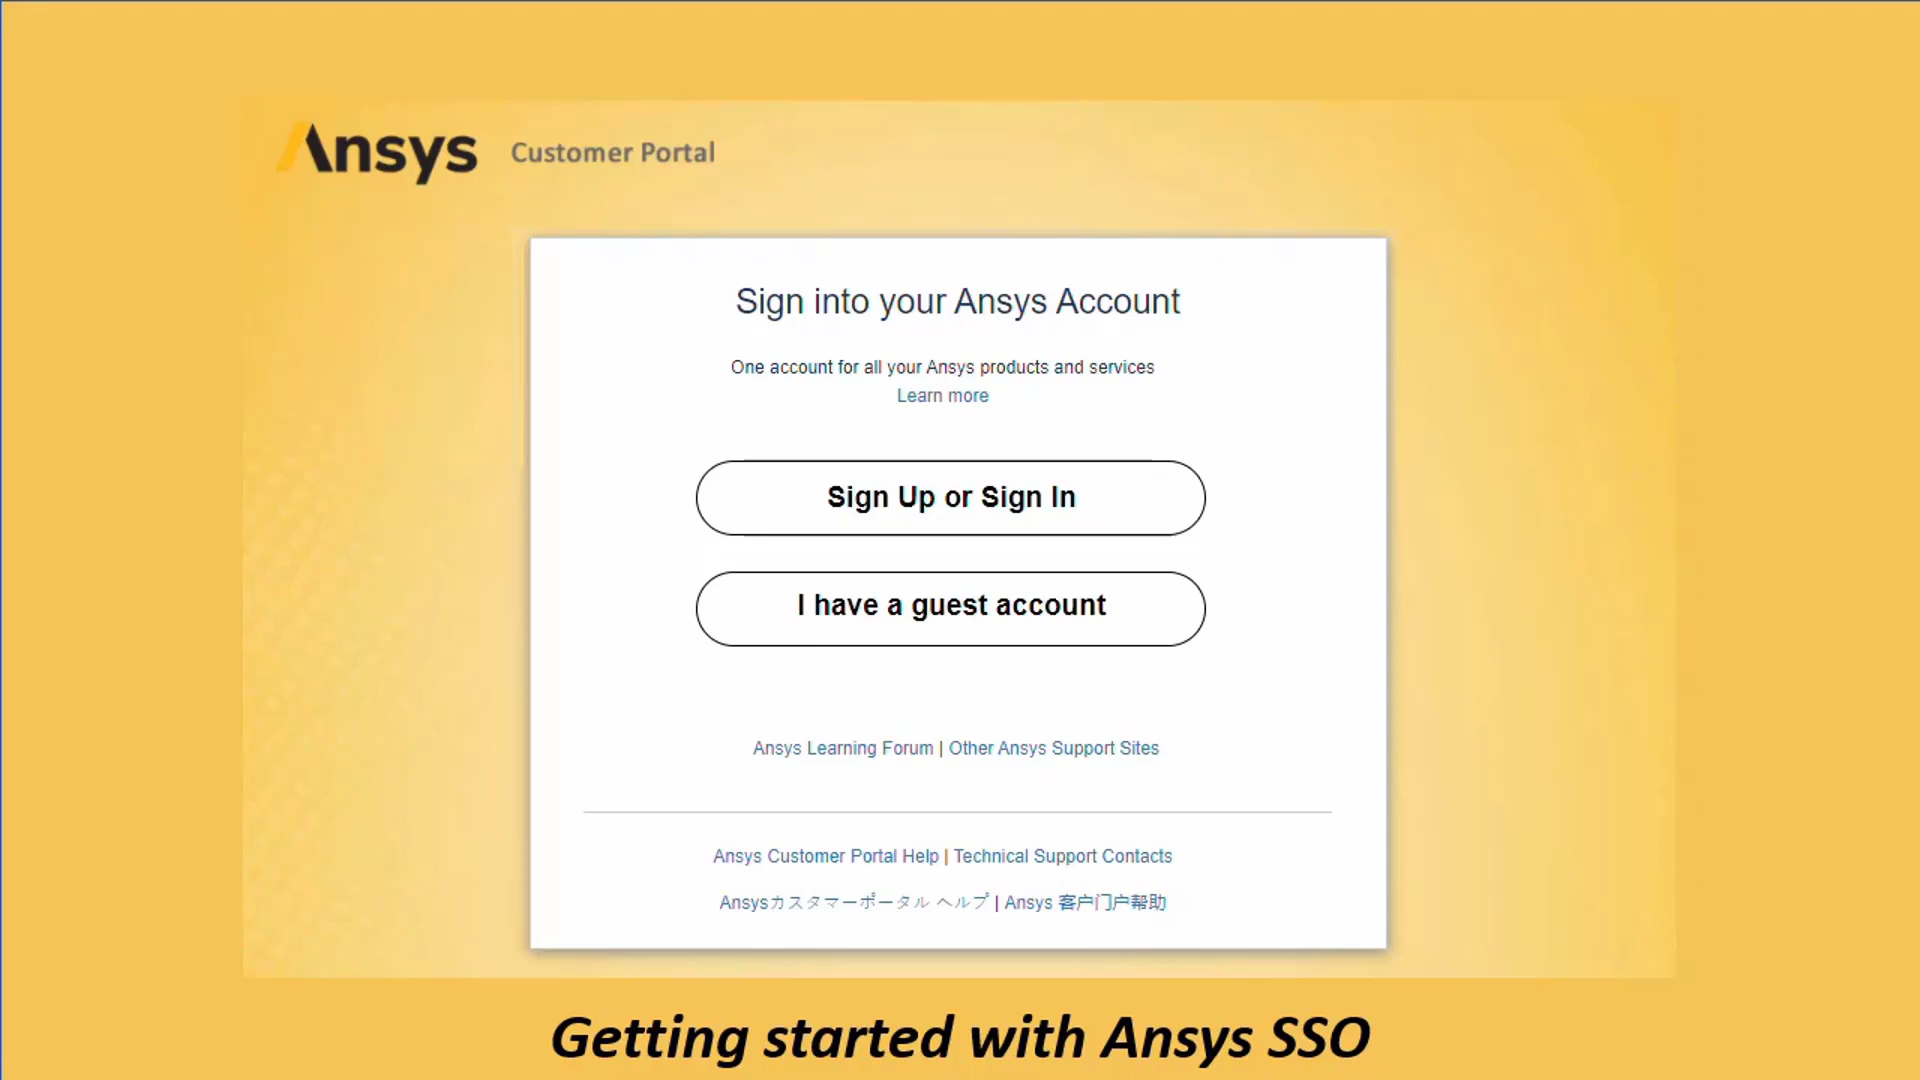 Ansys Customer Portal
Sign into your Ansys Account
One account for all your Ansys products and services
Learn more
Sign Up or Sign In
I have a guest account
Ansys Learning Forum | Other Ansys Support Sites
Ansys Customer Portal Help | Technical Support Contacts
Ansysカスタマーポータル ヘルプ | Ansys 客户门户帮助
Getting started with Ansys SSO